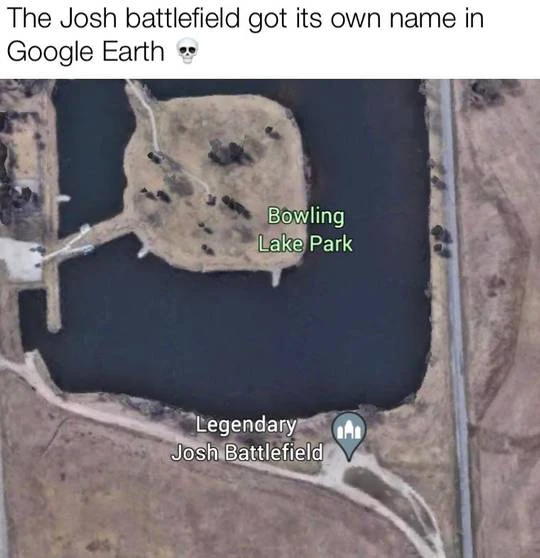 The Josh battlefield got its own name in
Google Earth 💀
Bowling
Lake Park
Legendary
Josh Battlefield